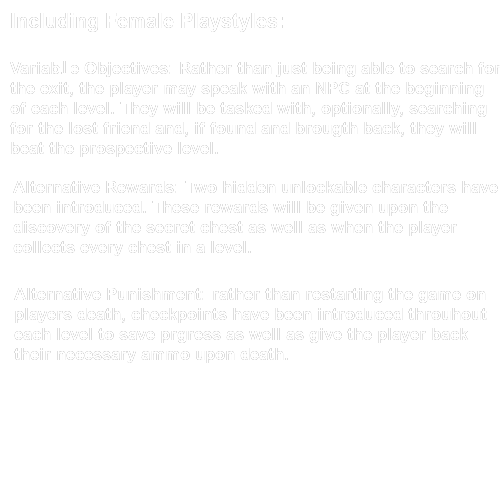 Including Female Playstyles:
Variable Objectives: Rather than just being able to search for
the exit, the player may speak with an NPC at the beginning
of each level. They will be tasked with, optionally, searching
for the lost friend and, if found and brougth back, they will
beat the prospective level.
Alternative Rewards: Two hidden unlockable characters have
been introduced. These rewards will be given upon the
discovery of the secret chest as well as when the player
collects every chest in a level.
Alternative Punishment: rather than restarting the game on
players death, checkpoints have been introduced throuhout
each level to save prgress as well as give the player back
their necessary ammo upon death.